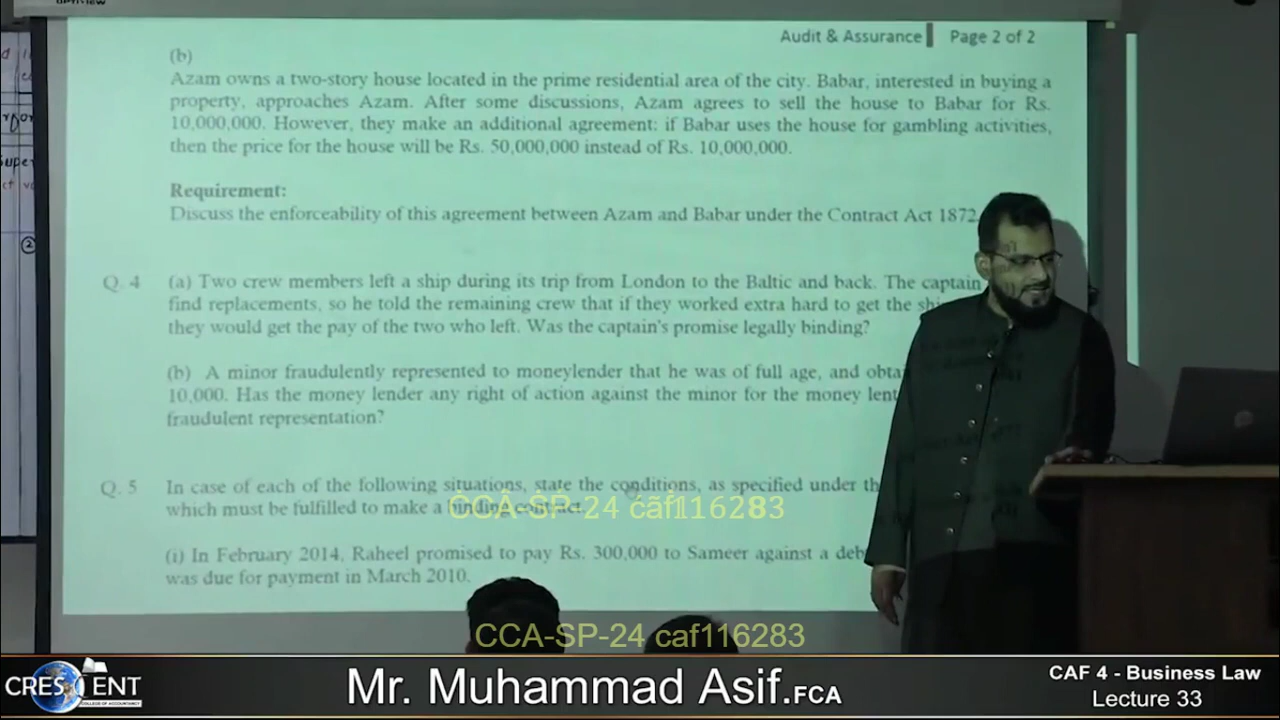 Audit & Assurance | Page 2 of 2
(b)
Azam owns a two-story house located in the prime residential area of the city. Babar, interested in buying a
property, approaches Azam. After some discussions, Azam agrees to sell the house to Babar for Rs.
10,000,000. However, they make an additional agreement: if Babar uses the house for gambling activities,
then the price for the house will be Rs. 50,000,000 instead of Rs. 10,000,000.
Requirement:
Discuss the enforceability of this agreement between Azam and Babar under the Contract Act 1872
Q. 4 (a) Two crew members left a ship during its trip from London to the Baltic and back. The captain
find replacements, so he told the remaining crew that if they worked extra hard to get the
they would get the pay of the two who left. Was the captain's promise legally binding?
(b) A minor fraudulently represented to moneylender that he was of full age, and
10,000. Has the money lender any right of action against the minor for the money lent
fraudulent representation?
Q. 5 In case of each of the following situations, state the conditions, as specified under
which must be fulfilled to make a binding contract.
CCA-SP-24 caf116283
(i) In February 2014, Raheel promised to pay Rs. 300,000 to Sameer against a
was due for payment in March 2010.
CCA-SP-24 caf116283
CRESCENT
COLLEGE OF ACCOUNTANCY
Mr. Muhammad Asif.FCA
CAF 4 - Business Law
Lecture 33